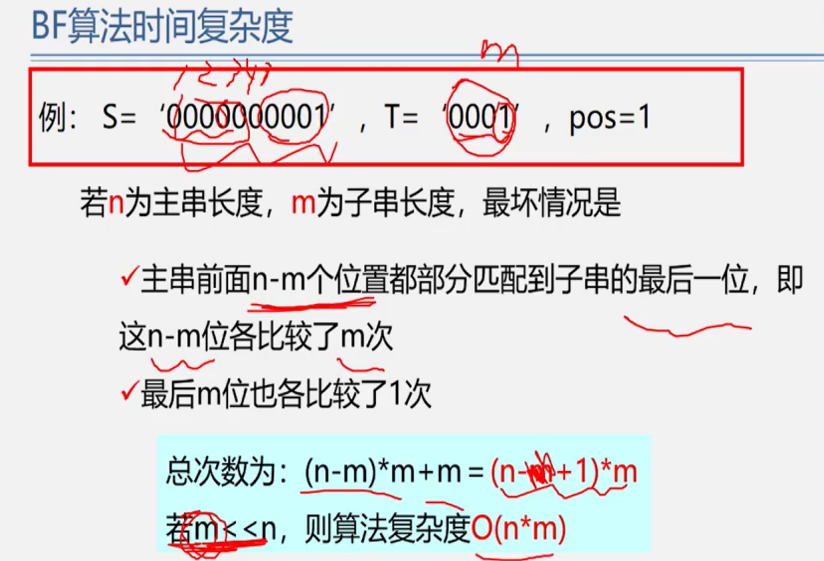 BF算法时间复杂度
m
1 2 3 4 5
例: S= ‘0000000001’ , T= ‘0001’ , pos=1
若n为主串长度，m为子串长度，最坏情况是
✓主串前面n-m个位置都部分匹配到子串的最后一位，即
这n-m位各比较了m次
✓最后m位也各比较了1次
总次数为：(n-m)*m+m＝(n-m+1)*m
若m<<n，则算法复杂度O(n*m)